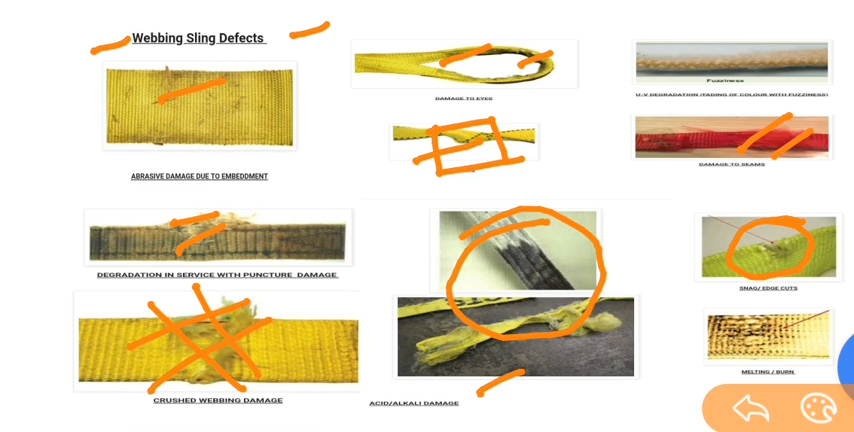 Webbing Sling Defects
DAMAGE TO EYES
Fuzziness
U-V DEGRADATION (FADING OF COLOUR WITH FUZZINESS)
ABRASIVE DAMAGE DUE TO EMBEDDMENT
DAMAGE TO SEAMS
DEGRADATION IN SERVICE WITH PUNCTURE DAMAGE
SNAG/ EDGE CUTS
CRUSHED WEBBING DAMAGE
ACID/ALKALI DAMAGE
MELTING / BURN